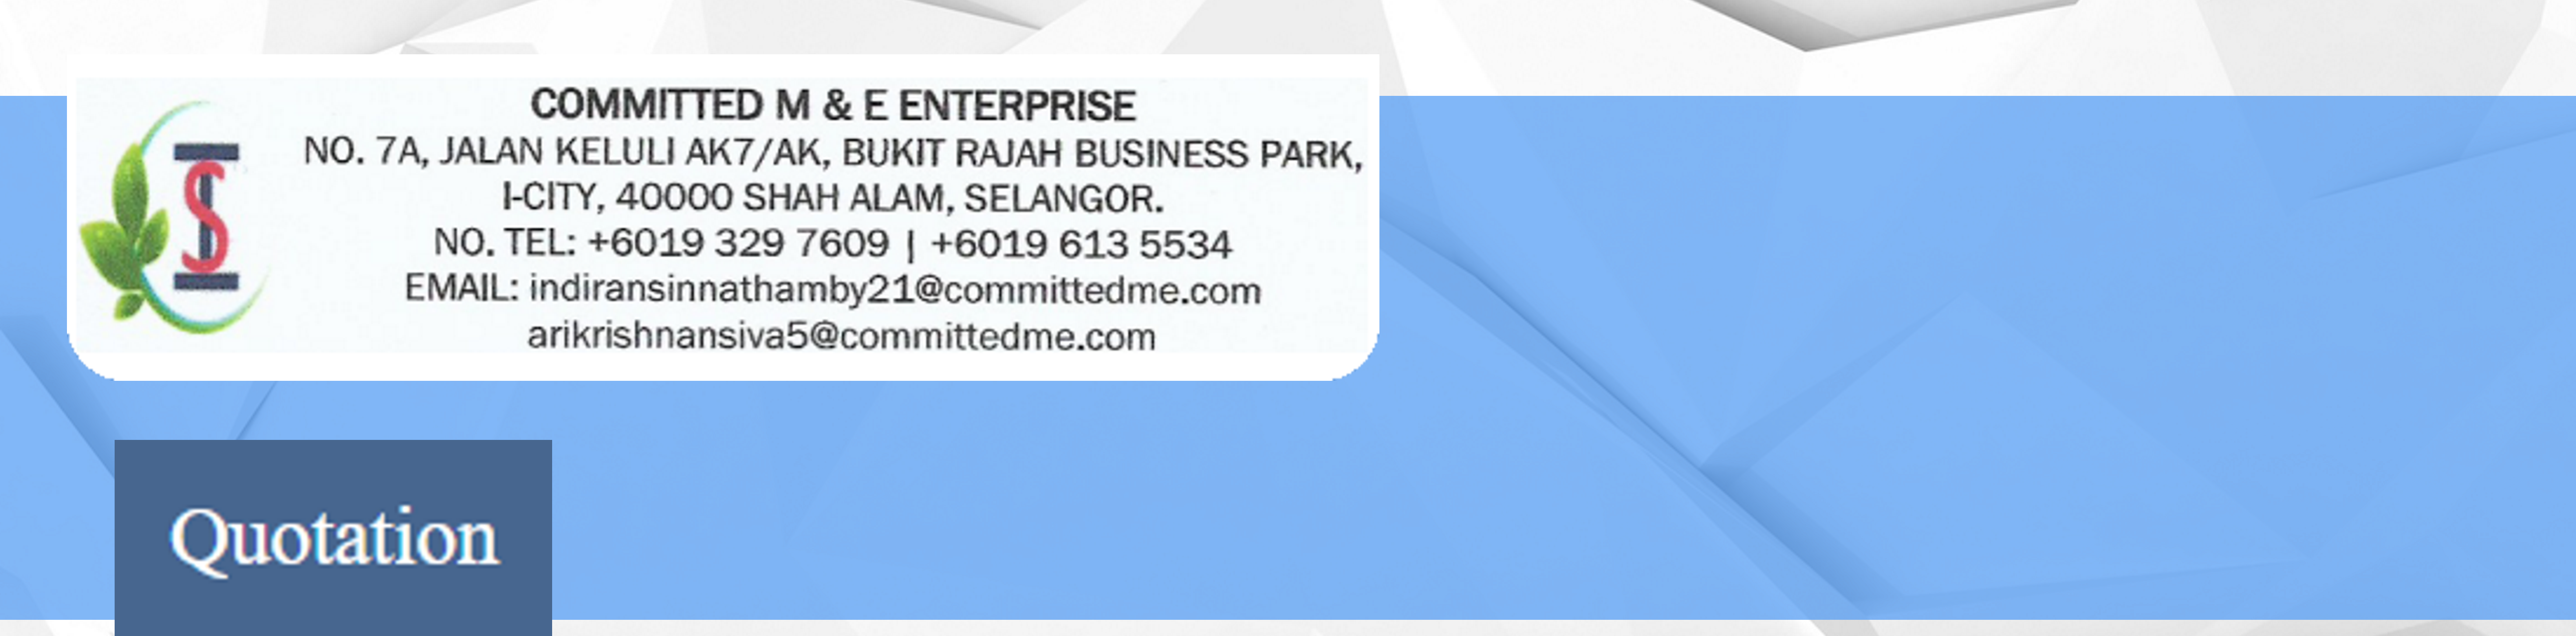 COMMITTED M & E ENTERPRISE
NO. 7A, JALAN KELULI AK7/AK, BUKIT RAJAH BUSINESS PARK,
I-CITY, 40000 SHAH ALAM, SELANGOR.
NO. TEL: +6019 329 7609 | +6019 613 5534
EMAIL: indiransinnathamby21@committedme.com
arikrishnansiva5@committedme.com
IS
Quotation